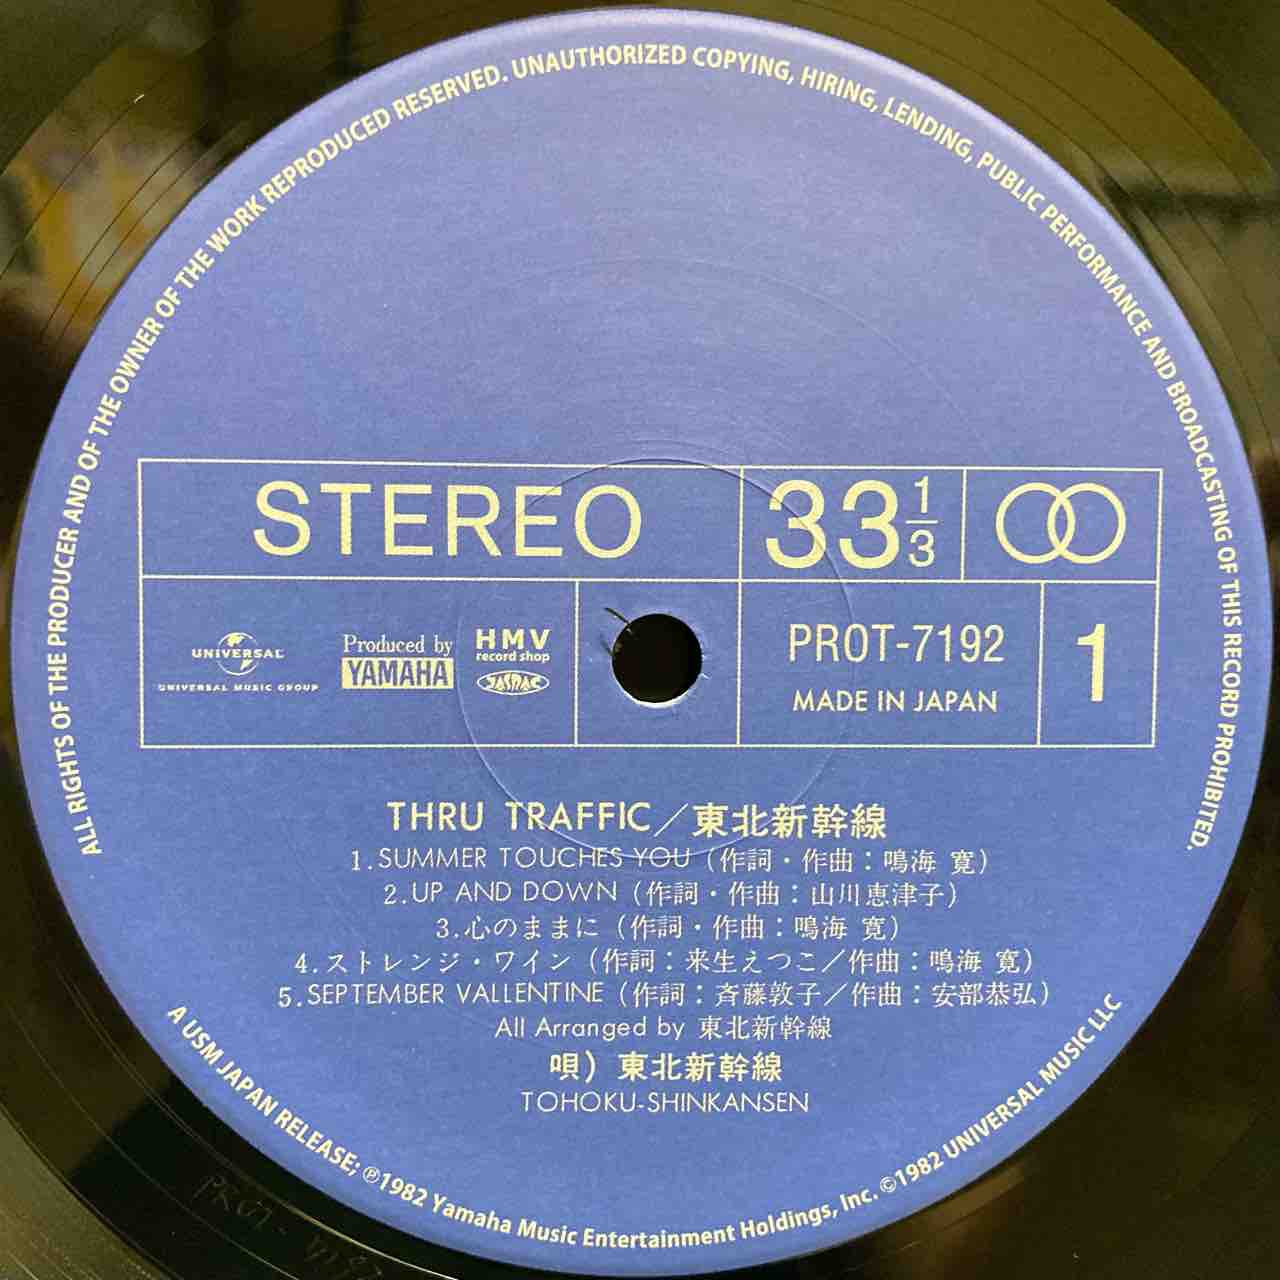 ALL RIGHTS OF THE PRODUCER AND OF THE OWNER OF THE WORK REPRODUCED RESERVED. UNAUTHORIZED COPYING, HIRING, LENDING, PUBLIC PERFORMANCE AND BROADCASTING OF THIS RECORD PROHIBITED.
STEREO
33 1/3
UNIVERSAL
UNIVERSAL MUSIC GROUP
Produced by
YAMAHA
HMV
record shop
JASRAC
PROT-7192
MADE IN JAPAN
1
THRU TRAFFIC／東北新幹線
1.SUMMER TOUCHES YOU（作詞・作曲：鳴海 寛）
2.UP AND DOWN（作詞・作曲：山川恵津子）
3.心のままに（作詞・作曲：鳴海 寛）
4.ストレンジ・ワイン（作詞：来生えつこ／作曲：鳴海 寛）
5.SEPTEMBER VALLENTINE（作詞：斉藤敦子／作曲：安部恭弘）
All Arranged by 東北新幹線
唄）東北新幹線
TOHOKU-SHINKANSEN
A USM JAPAN RELEASE; ℗1982 Yamaha Music Entertainment Holdings, Inc. ©1982 UNIVERSAL MUSIC LLC